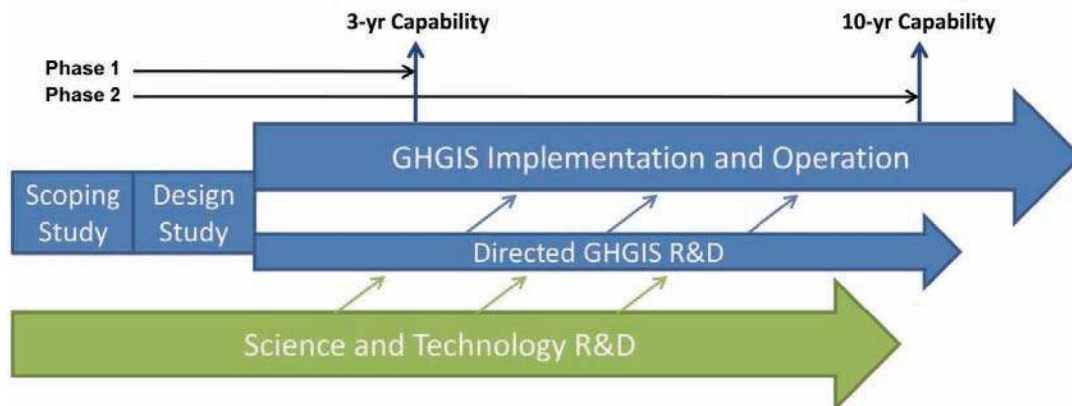 3-yr Capability
10-yr Capability
Phase 1
Phase 2
GHGIS Implementation and Operation
Scoping
Study
Design
Study
Directed GHGIS R&D
Science and Technology R&D